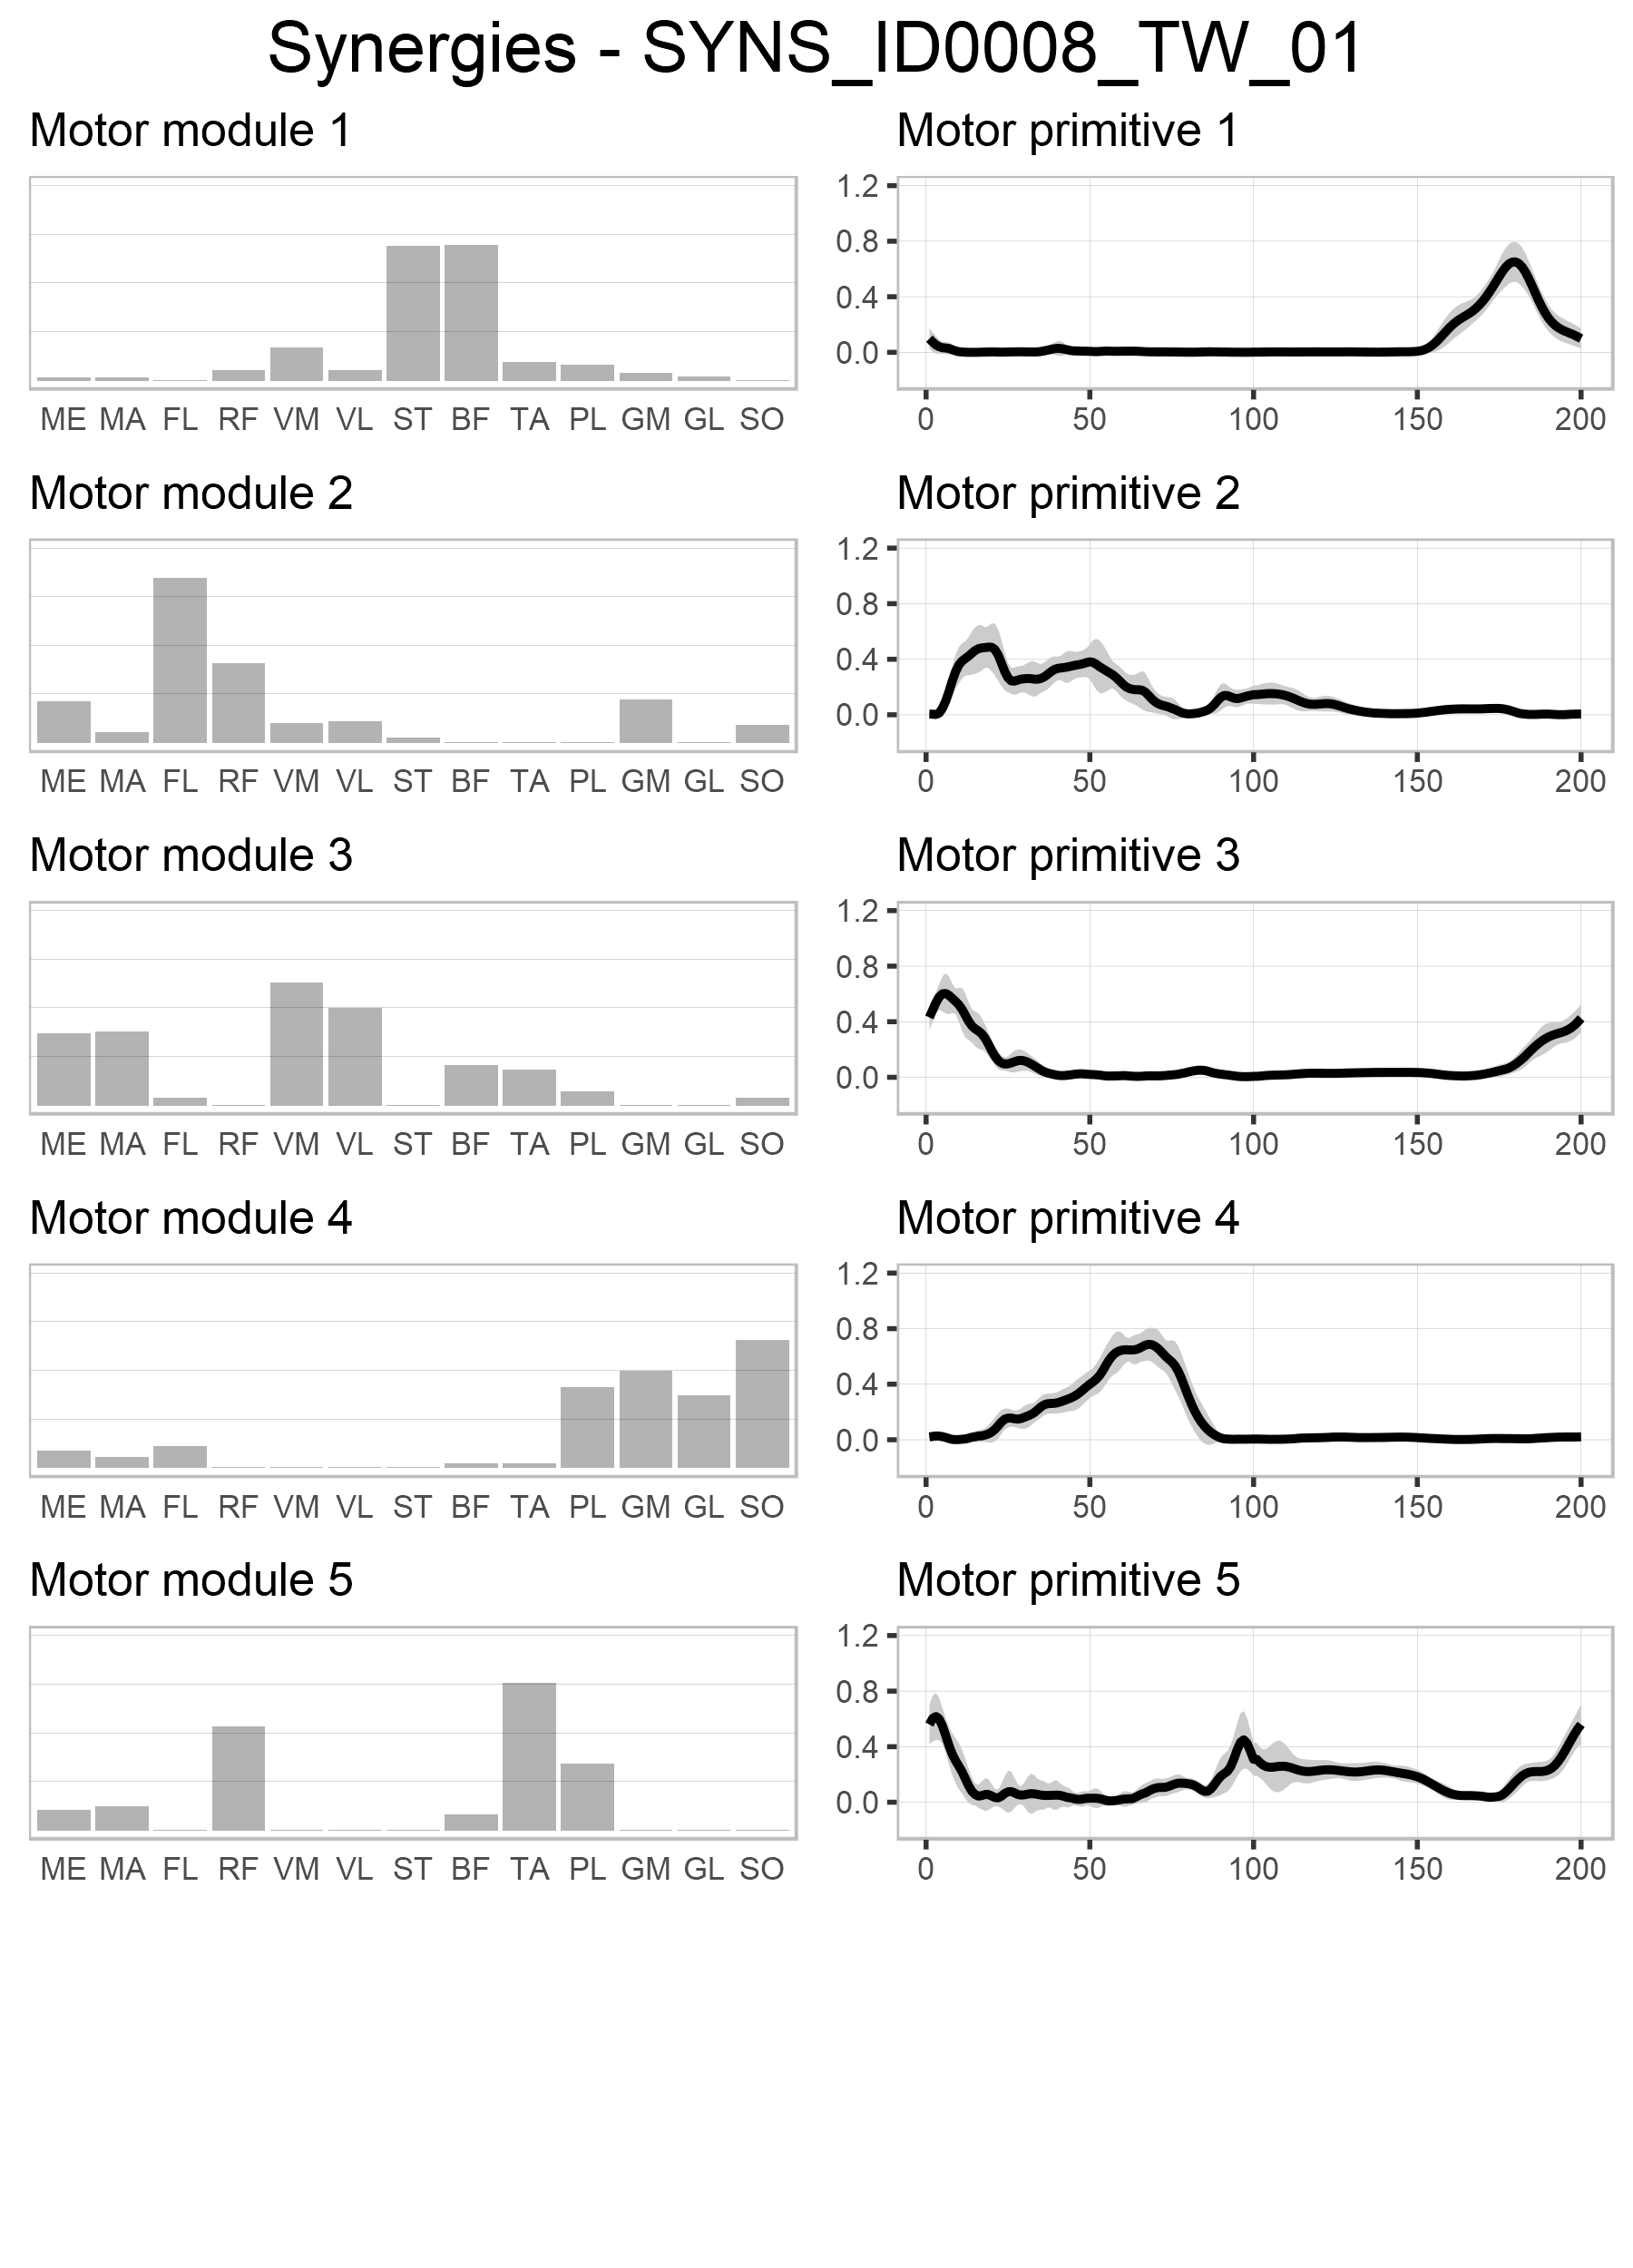 Synergies - SYNS_ID0008_TW_01
Motor module 1
Motor primitive 1
ME MA FL RF VM VL ST BF TA PL GM GL SO
1.2
0.8
0.4
0.0
0 50 100 150 200
Motor module 2
Motor primitive 2
ME MA FL RF VM VL ST BF TA PL GM GL SO
1.2
0.8
0.4
0.0
0 50 100 150 200
Motor module 3
Motor primitive 3
ME MA FL RF VM VL ST BF TA PL GM GL SO
1.2
0.8
0.4
0.0
0 50 100 150 200
Motor module 4
Motor primitive 4
ME MA FL RF VM VL ST BF TA PL GM GL SO
1.2
0.8
0.4
0.0
0 50 100 150 200
Motor module 5
Motor primitive 5
ME MA FL RF VM VL ST BF TA PL GM GL SO
1.2
0.8
0.4
0.0
0 50 100 150 200